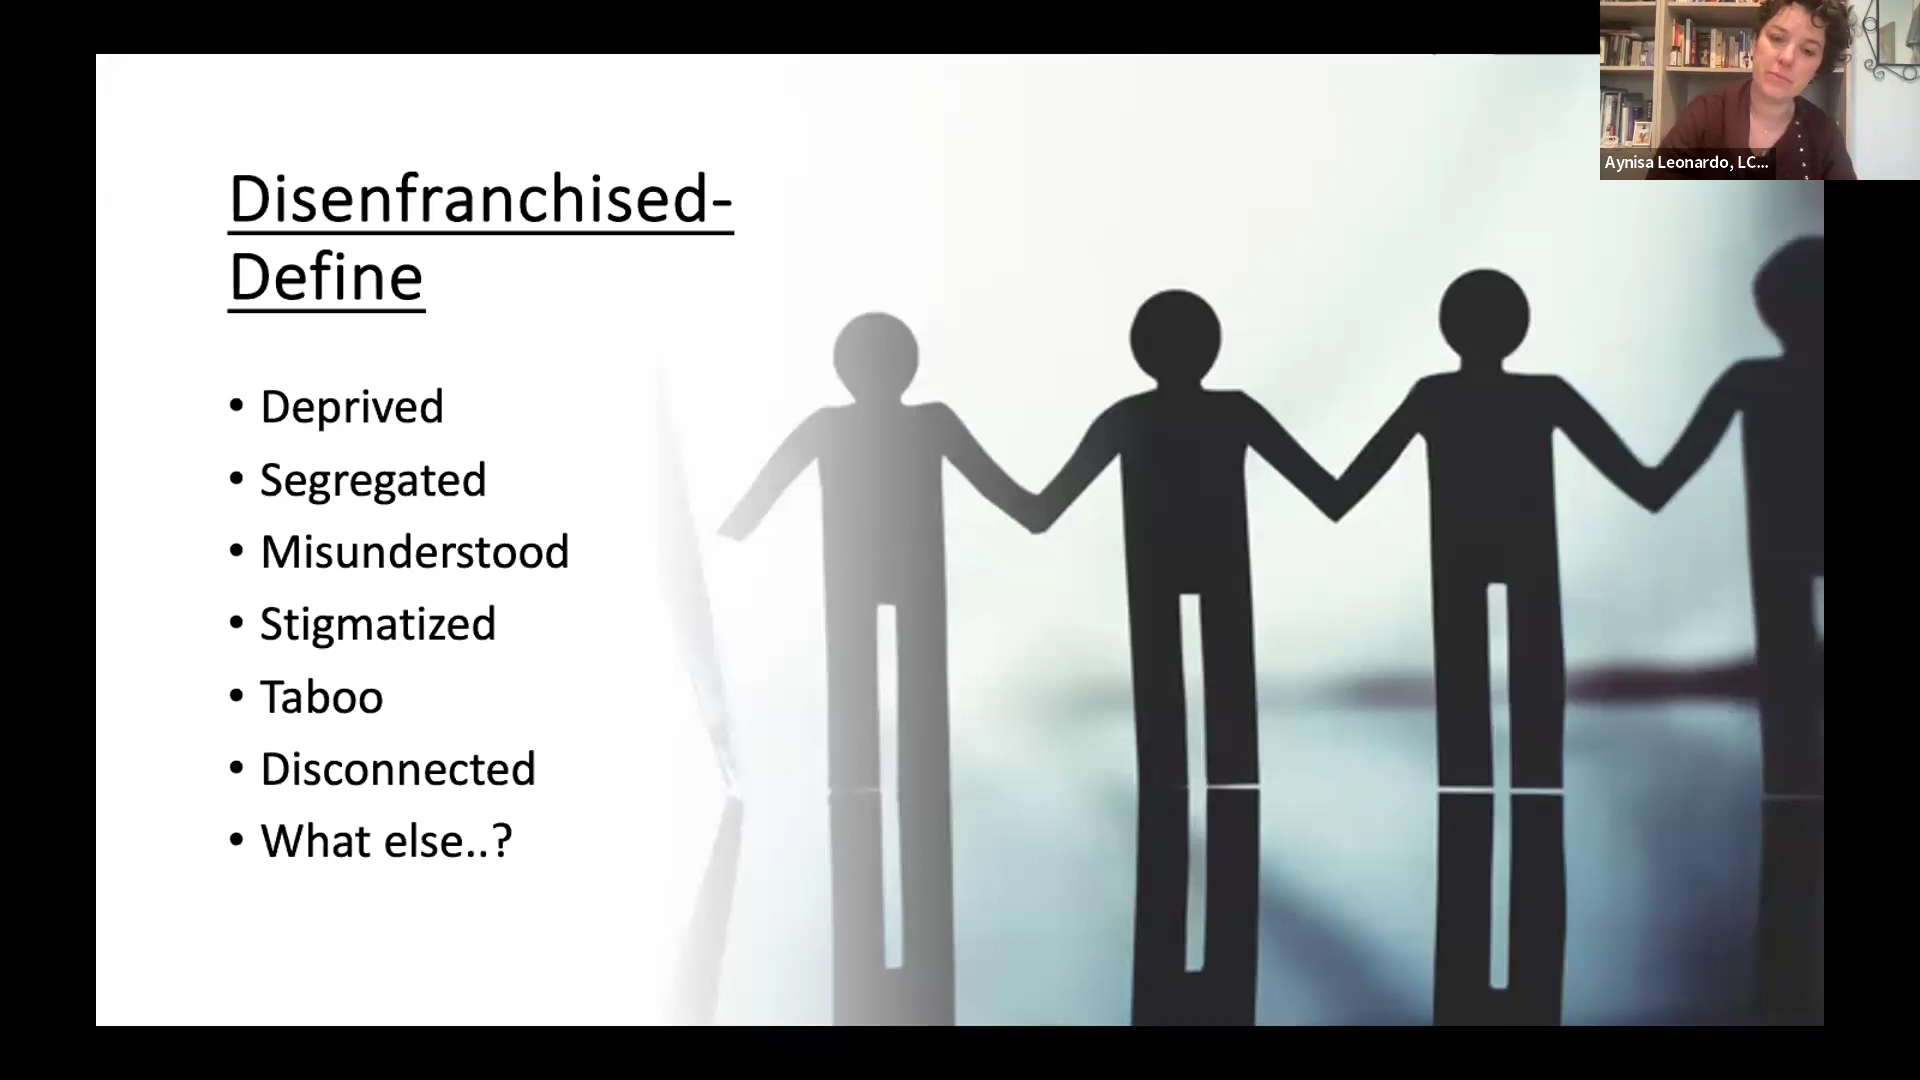 Disenfranchised-
Define
• Deprived
• Segregated
• Misunderstood
• Stigmatized
• Taboo
• Disconnected
• What else..?
Aynisa Leonardo, LC...